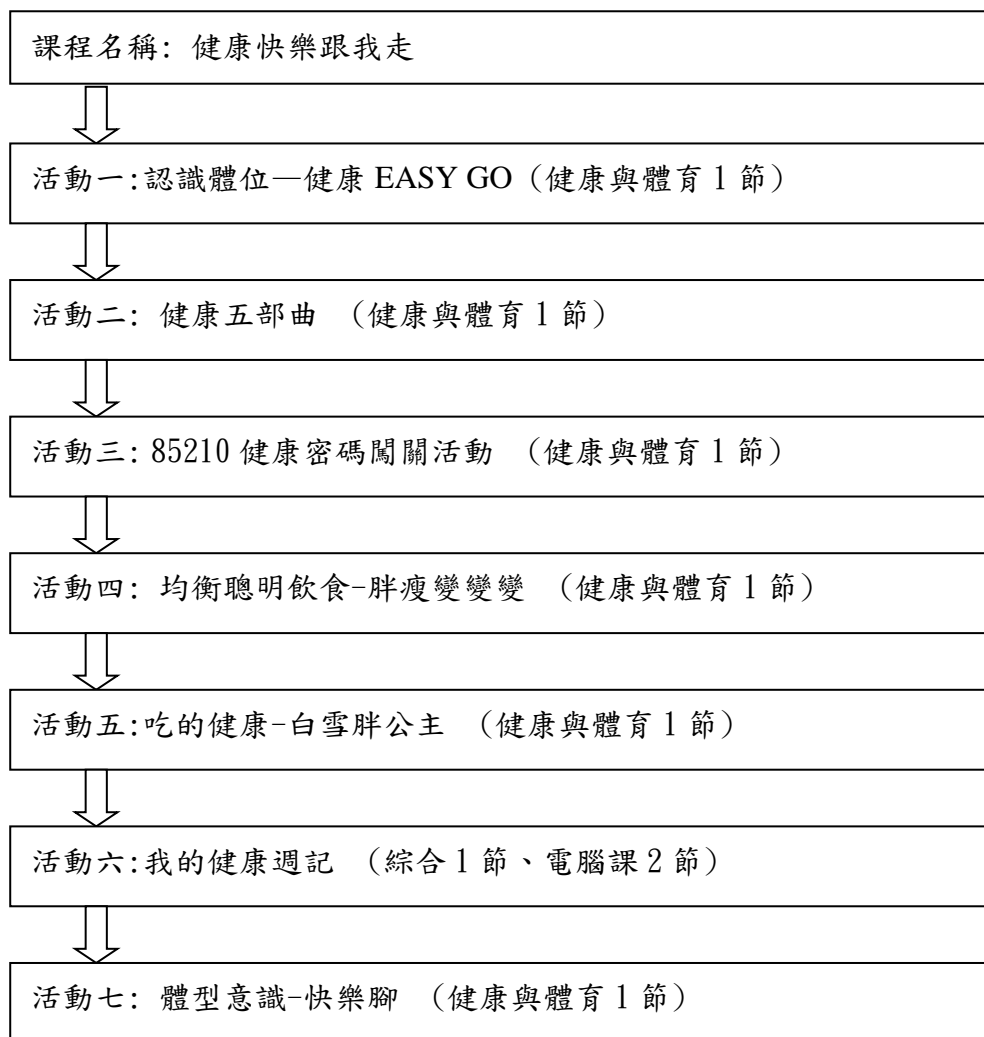 課程名稱: 健康快樂跟我走
活動一:認識體位—健康 EASY GO (健康與體育 1 節)
活動二: 健康五部曲 (健康與體育 1 節)
活動三: 85210 健康密碼闖關活動 (健康與體育 1 節)
活動四: 均衡聰明飲食-胖瘦變變變 (健康與體育 1 節)
活動五:吃的健康-白雪胖公主 (健康與體育 1 節)
活動六:我的健康週記 (綜合 1 節、電腦課 2 節)
活動七: 體型意識-快樂腳 (健康與體育 1 節)